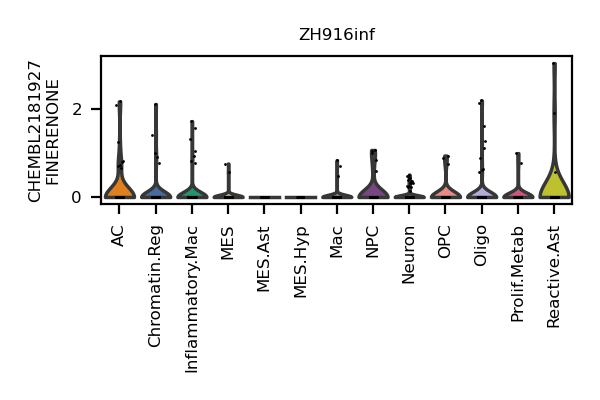 ZH916inf
CHEMBL2181927
FINERENONE
2
0
AC
Chromatin.Reg
Inflammatory.Mac
MES
MES.Ast
MES.Hyp
Mac
NPC
Neuron
OPC
Oligo
Prolif.Metab
Reactive.Ast